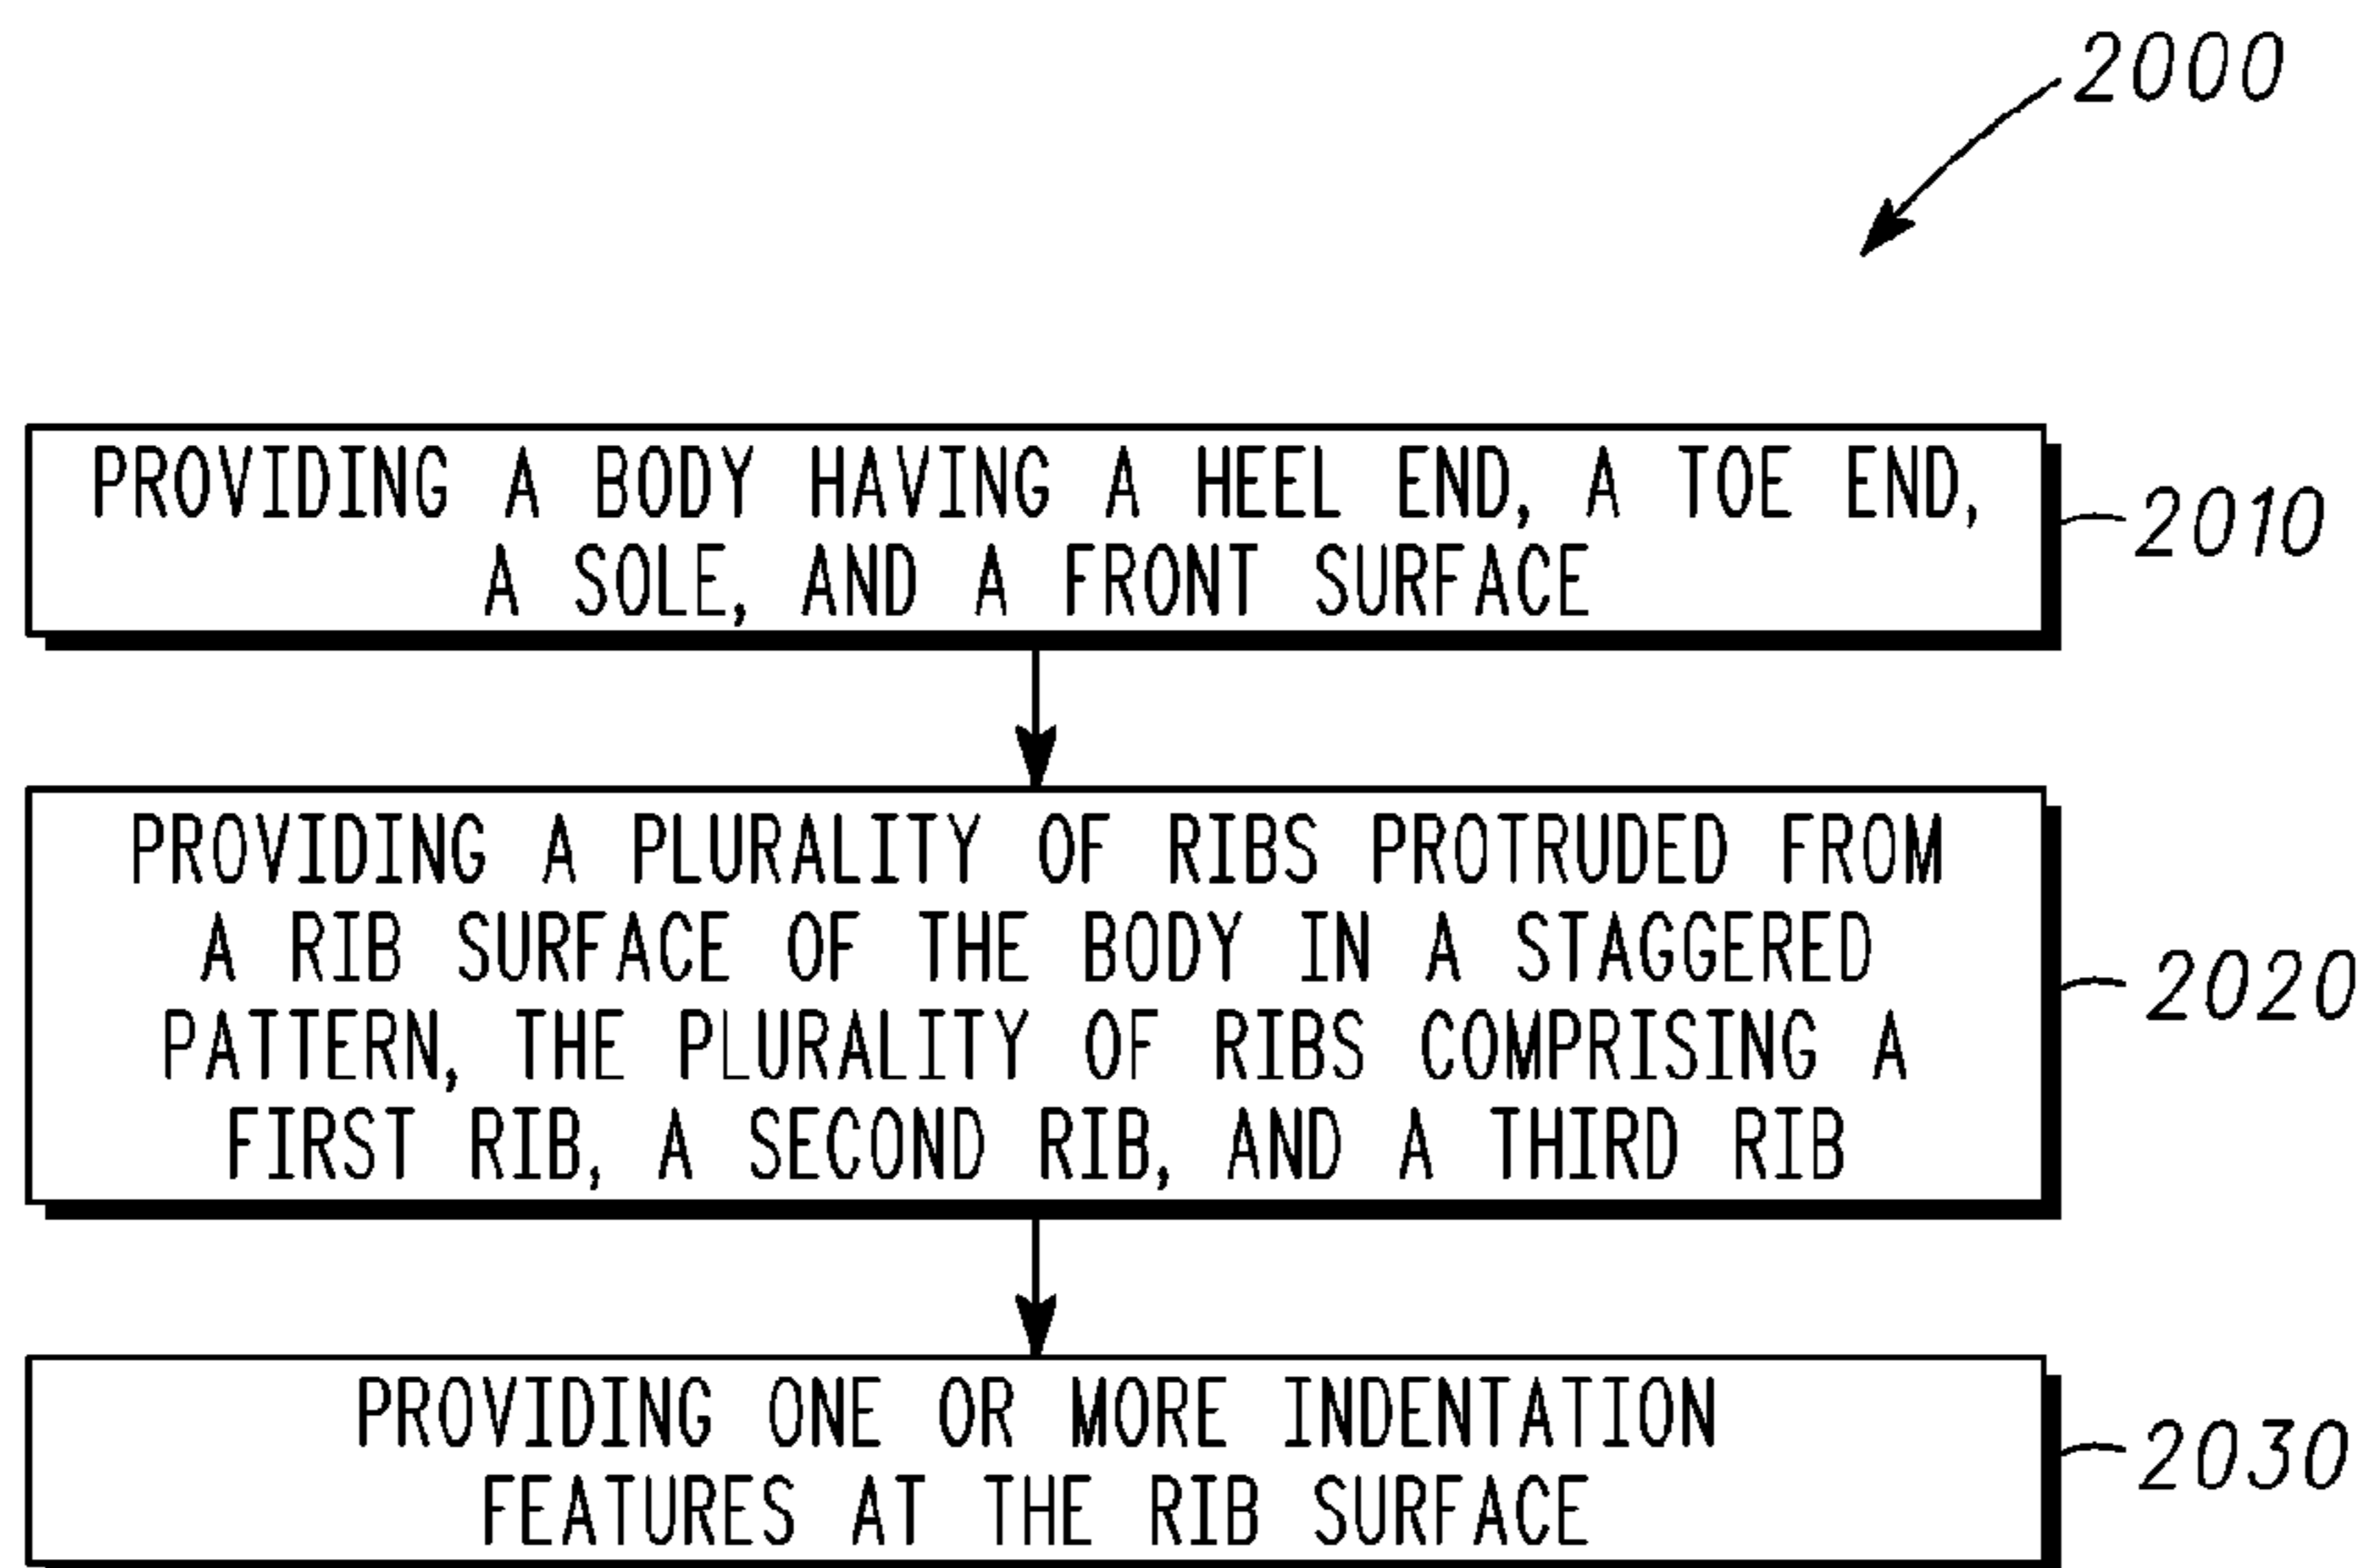 2000
PROVIDING A BODY HAVING A HEEL END, A TOE END,
A SOLE, AND A FRONT SURFACE
2010
PROVIDING A PLURALITY OF RIBS PROTRUDED FROM
A RIB SURFACE OF THE BODY IN A STAGGERED
PATTERN, THE PLURALITY OF RIBS COMPRISING A
FIRST RIB, A SECOND RIB, AND A THIRD RIB
2020
PROVIDING ONE OR MORE INDENTATION
FEATURES AT THE RIB SURFACE
2030